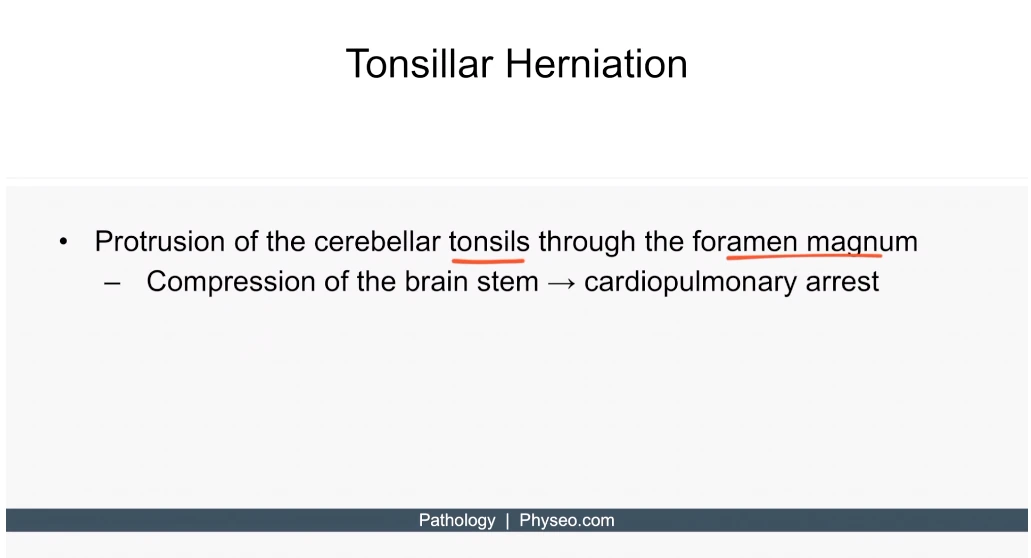 Tonsillar Herniation
• Protrusion of the cerebellar tonsils through the foramen magnum
– Compression of the brain stem → cardiopulmonary arrest
Pathology | Physeo.com